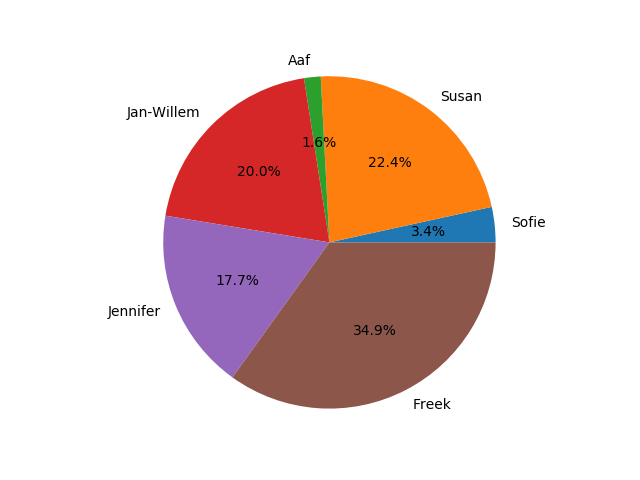 Aaf
Susan
Jan-Willem
1.6%
22.4%
20.0%
Sofie
3.4%
17.7%
Jennifer
34.9%
Freek